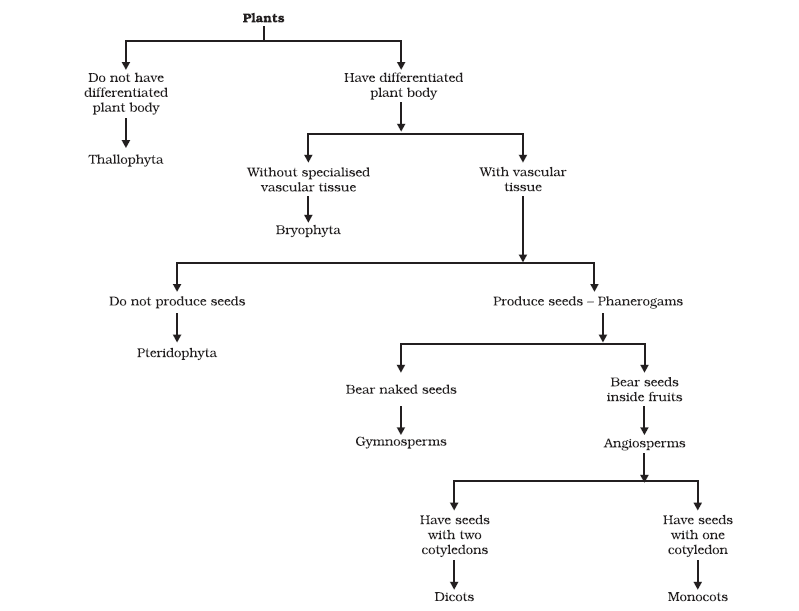 Plants
Do not have
differentiated
plant body
Have differentiated
plant body
Thallophyta
Without specialised
vascular tissue
With vascular
tissue
Bryophyta
Do not produce seeds
Produce seeds – Phanerogams
Pteridophyta
Bear naked seeds
Bear seeds
inside fruits
Gymnosperms
Angiosperms
Have seeds
with two
cotyledons
Have seeds
with one
cotyledon
Dicots
Monocots